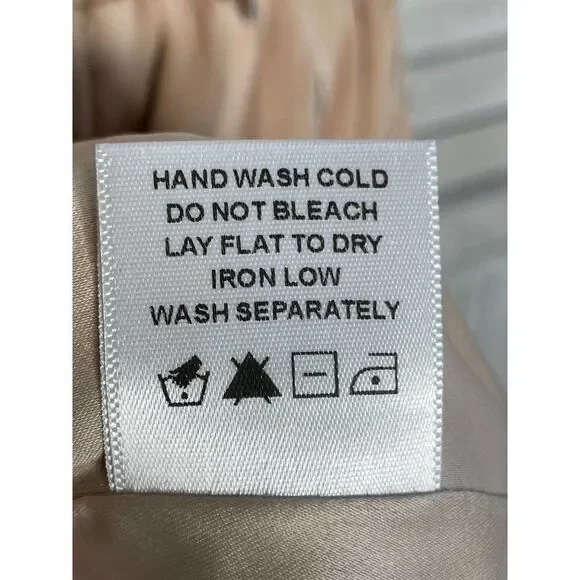 HAND WASH COLD
DO NOT BLEACH
LAY FLAT TO DRY
IRON LOW
WASH SEPARATELY